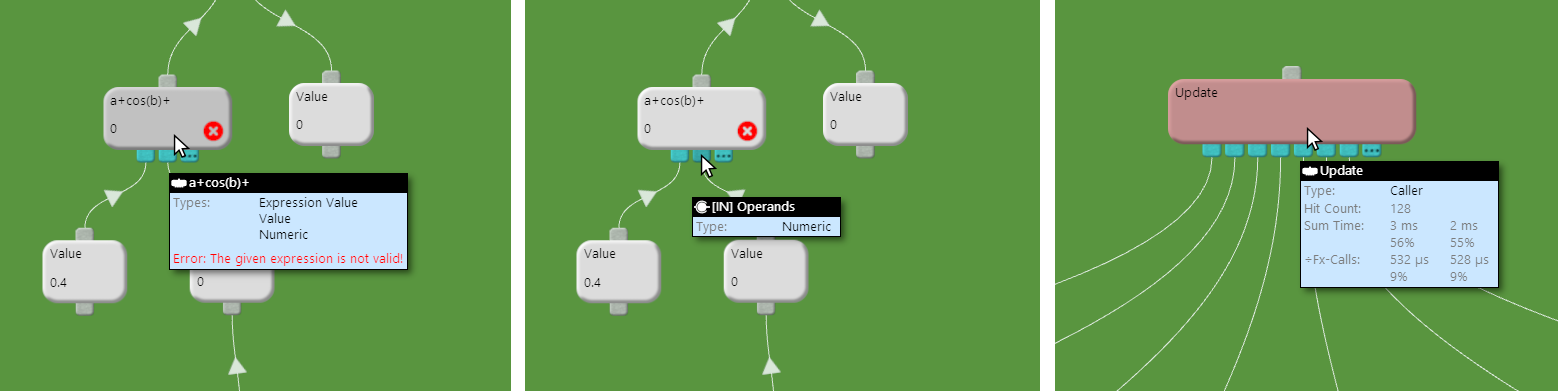 a+cos(b)+
0
Value
0
a+cos(b)+
Types: Expression Value
Value
Numeric
Error: The given expression is not valid!
Value
0.4
0
a+cos(b)+
0
Value
0
[IN] Operands
Type: Numeric
Value
0.4
Value
0
Update
Update
Type: Caller
Hit Count: 128
Sum Time: 3 ms 2 ms
56% 55%
÷Fx-Calls: 532 µs 528 µs
9% 9%